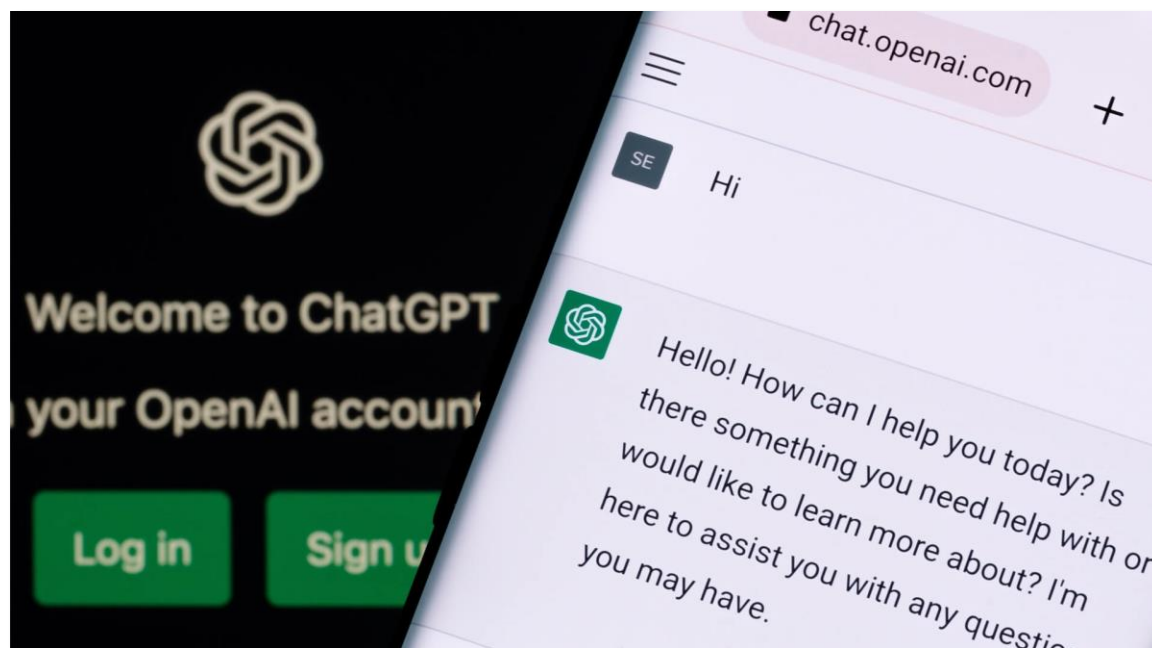 Welcome to ChatGPT
your OpenAI account
Log in
Sign u
chat.openai.com
SE
Hi
Hello! How can I help you today? Is
there something you need help with or
would like to learn more about? I'm
here to assist you with any questio
you may have.